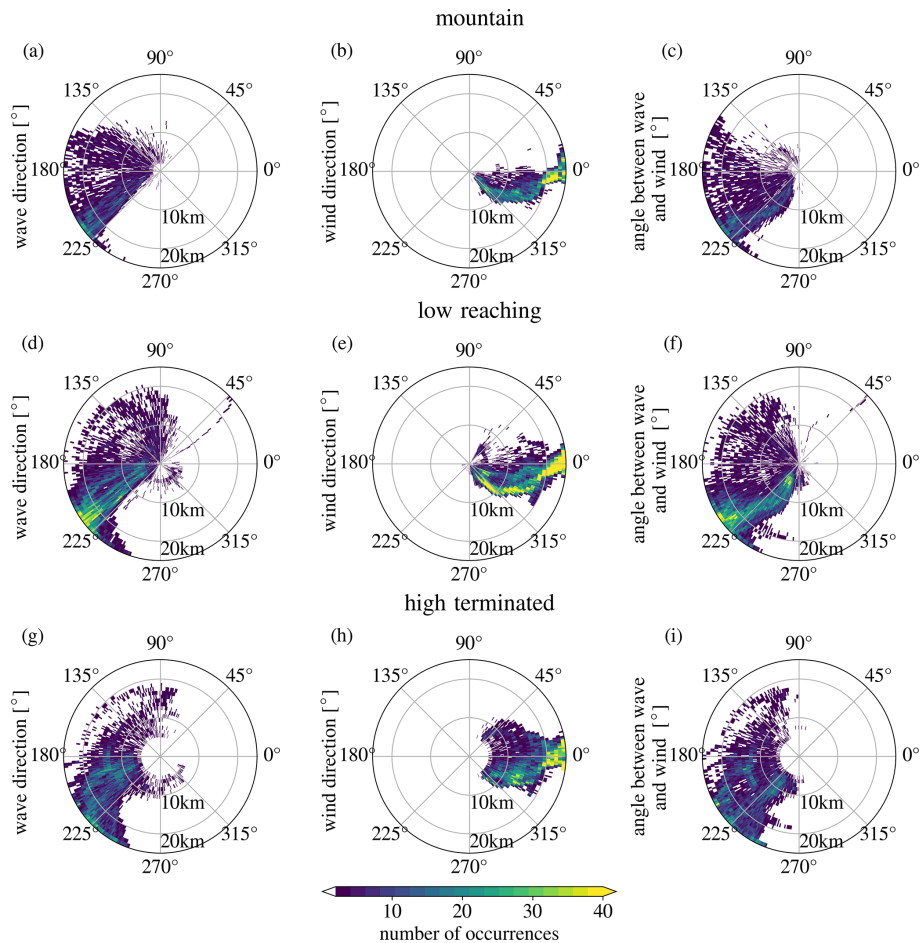 mountain
(a)
(b)
(c)
90°
90°
90°
135°
45°
135°
45°
135°
45°
wave direction [°]
180°
0°
wind direction [°]
180°
0°
angle between wave
and wind [°]
180°
0°
10km
10km
10km
225°
20km
315°
225°
20km
315°
225°
20km
315°
270°
270°
270°
low reaching
(d)
(e)
(f)
90°
90°
90°
135°
45°
135°
45°
135°
45°
wave direction [°]
180°
0°
wind direction [°]
180°
0°
angle between wave
and wind [°]
180°
0°
10km
10km
10km
225°
20km
315°
225°
20km
315°
225°
20km
315°
270°
270°
270°
high terminated
(g)
(h)
(i)
90°
90°
90°
135°
45°
135°
45°
135°
45°
wave direction [°]
180°
0°
wind direction [°]
180°
0°
angle between wave
and wind [°]
180°
0°
10km
10km
10km
225°
20km
315°
225°
20km
315°
225°
20km
315°
270°
270°
270°
10
20
30
40
number of occurrences